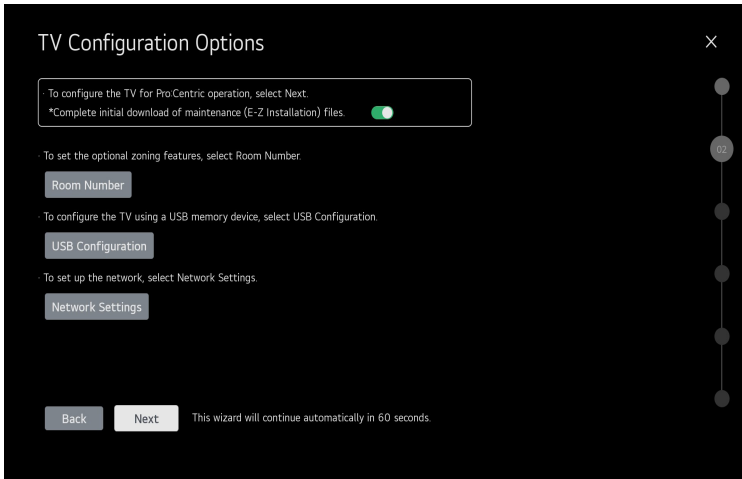 TV Configuration Options
X
· To configure the TV for Pro:Centric operation, select Next.
*Complete initial download of maintenance (E-Z Installation) files.
02
· To set the optional zoning features, select Room Number.
Room Number
· To configure the TV using a USB memory device, select USB Configuration.
USB Configuration
· To set up the network, select Network Settings.
Network Settings
Back Next This wizard will continue automatically in 60 seconds.